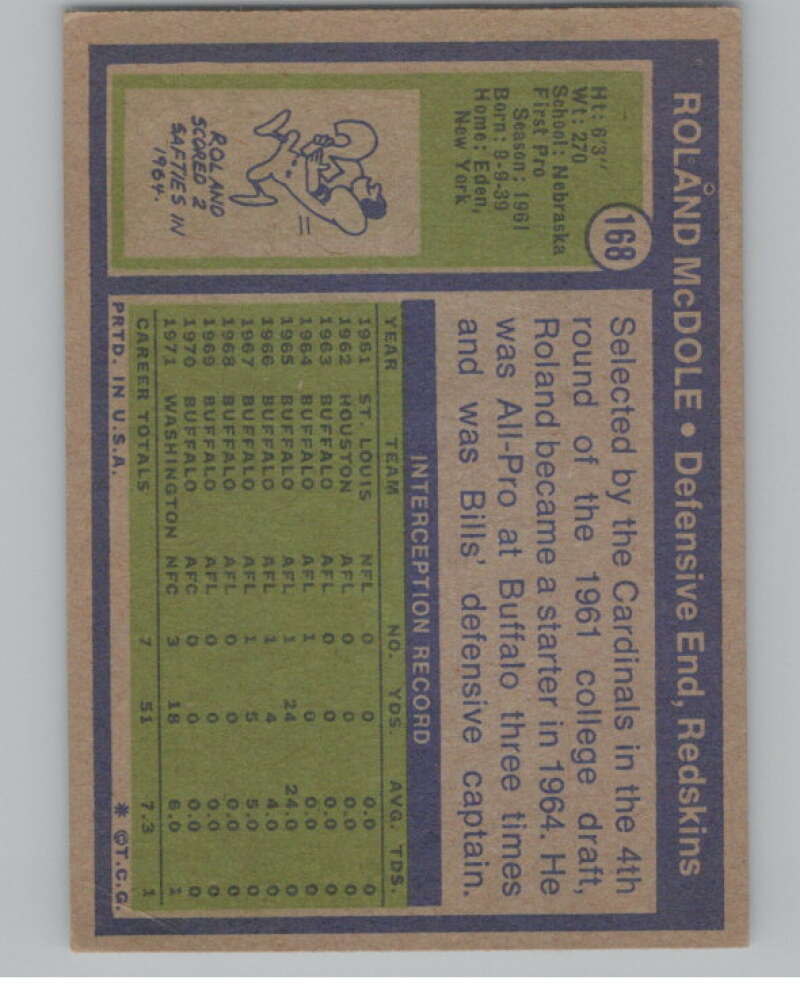 ROLAND McDOLE • Defensive End, Redskins
168
Ht: 6'3"
Wt: 270
School: Nebraska
First Pro
Season: 1961
Born: 9-9-39
Home: Eden,
New York
ROLAND
SCORED 2
SAFTIES IN
1964.
Selected by the Cardinals in the 4th
round of the 1961 college draft,
Roland became a starter in 1964. He
was All-Pro at Buffalo three times
and was Bills' defensive captain.
INTERCEPTION RECORD
YEAR TEAM NO. YDS. AVG. TDS.
1961 ST. LOUIS NFL 0 0 0.0 0
1962 HOUSTON AFL 0 0 0.0 0
1963 BUFFALO AFL 0 0 0.0 0
1964 BUFFALO AFL 1 0 0.0 0
1965 BUFFALO AFL 1 24 24.0 0
1966 BUFFALO AFL 1 4 4.0 0
1967 BUFFALO AFL 1 5 5.0 0
1968 BUFFALO AFL 0 0 0.0 0
1969 BUFFALO AFL 0 0 0.0 0
1970 BUFFALO AFC 0 0 0.0 0
1971 WASHINGTON NFC 3 18 6.0 1
CAREER TOTALS 7 51 7.3 1
PRTD. IN U.S.A. * ©T.C.G.